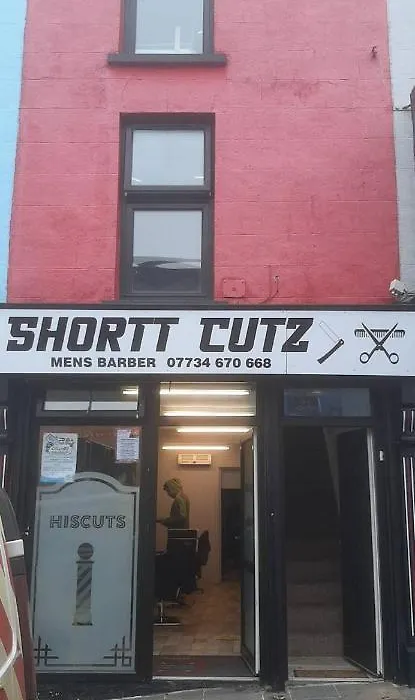 SHORTT CUTZ
MENS BARBER 07734 670 668
HISCUTS